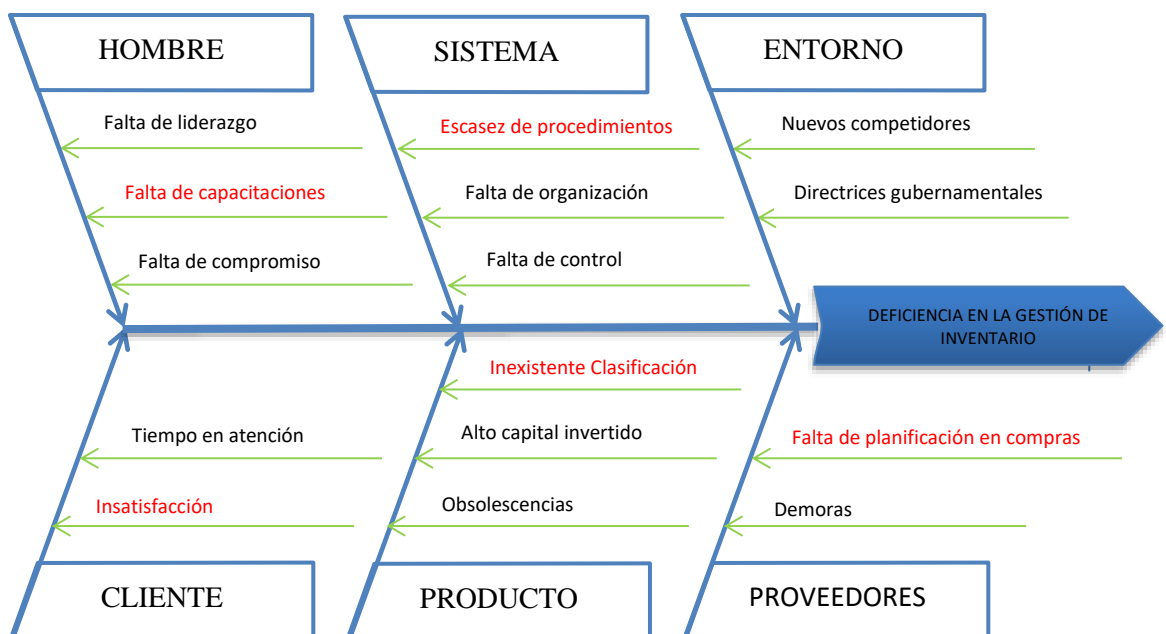 HOMBRE
SISTEMA
ENTORNO
Falta de liderazgo
Escasez de procedimientos
Nuevos competidores
Falta de capacitaciones
Falta de organización
Directrices gubernamentales
Falta de compromiso
Falta de control
DEFICIENCIA EN LA GESTIÓN DE
INVENTARIO
Inexistente Clasificación
Tiempo en atención
Alto capital invertido
Falta de planificación en compras
Insatisfacción
Obsolescencias
Demoras
CLIENTE
PRODUCTO
PROVEEDORES